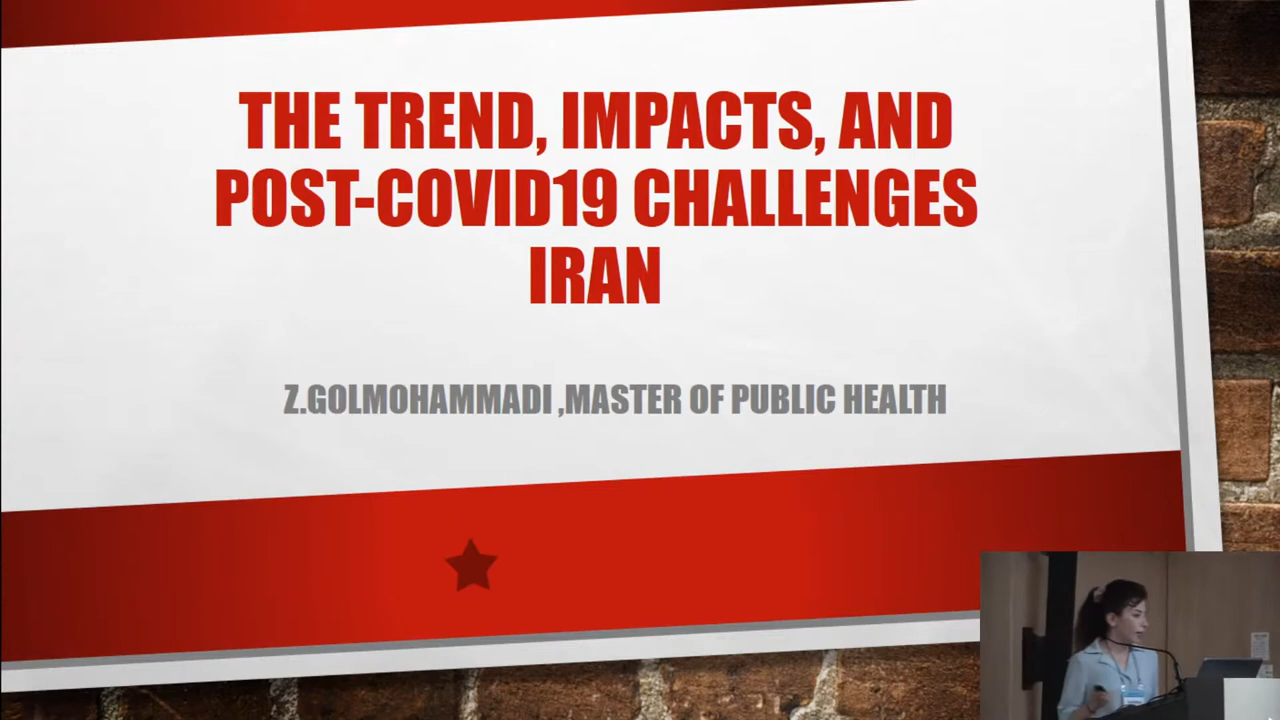 THE TREND, IMPACTS, AND
POST-COVID19 CHALLENGES
IRAN
Z.GOLMOHAMMADI ,MASTER OF PUBLIC HEALTH